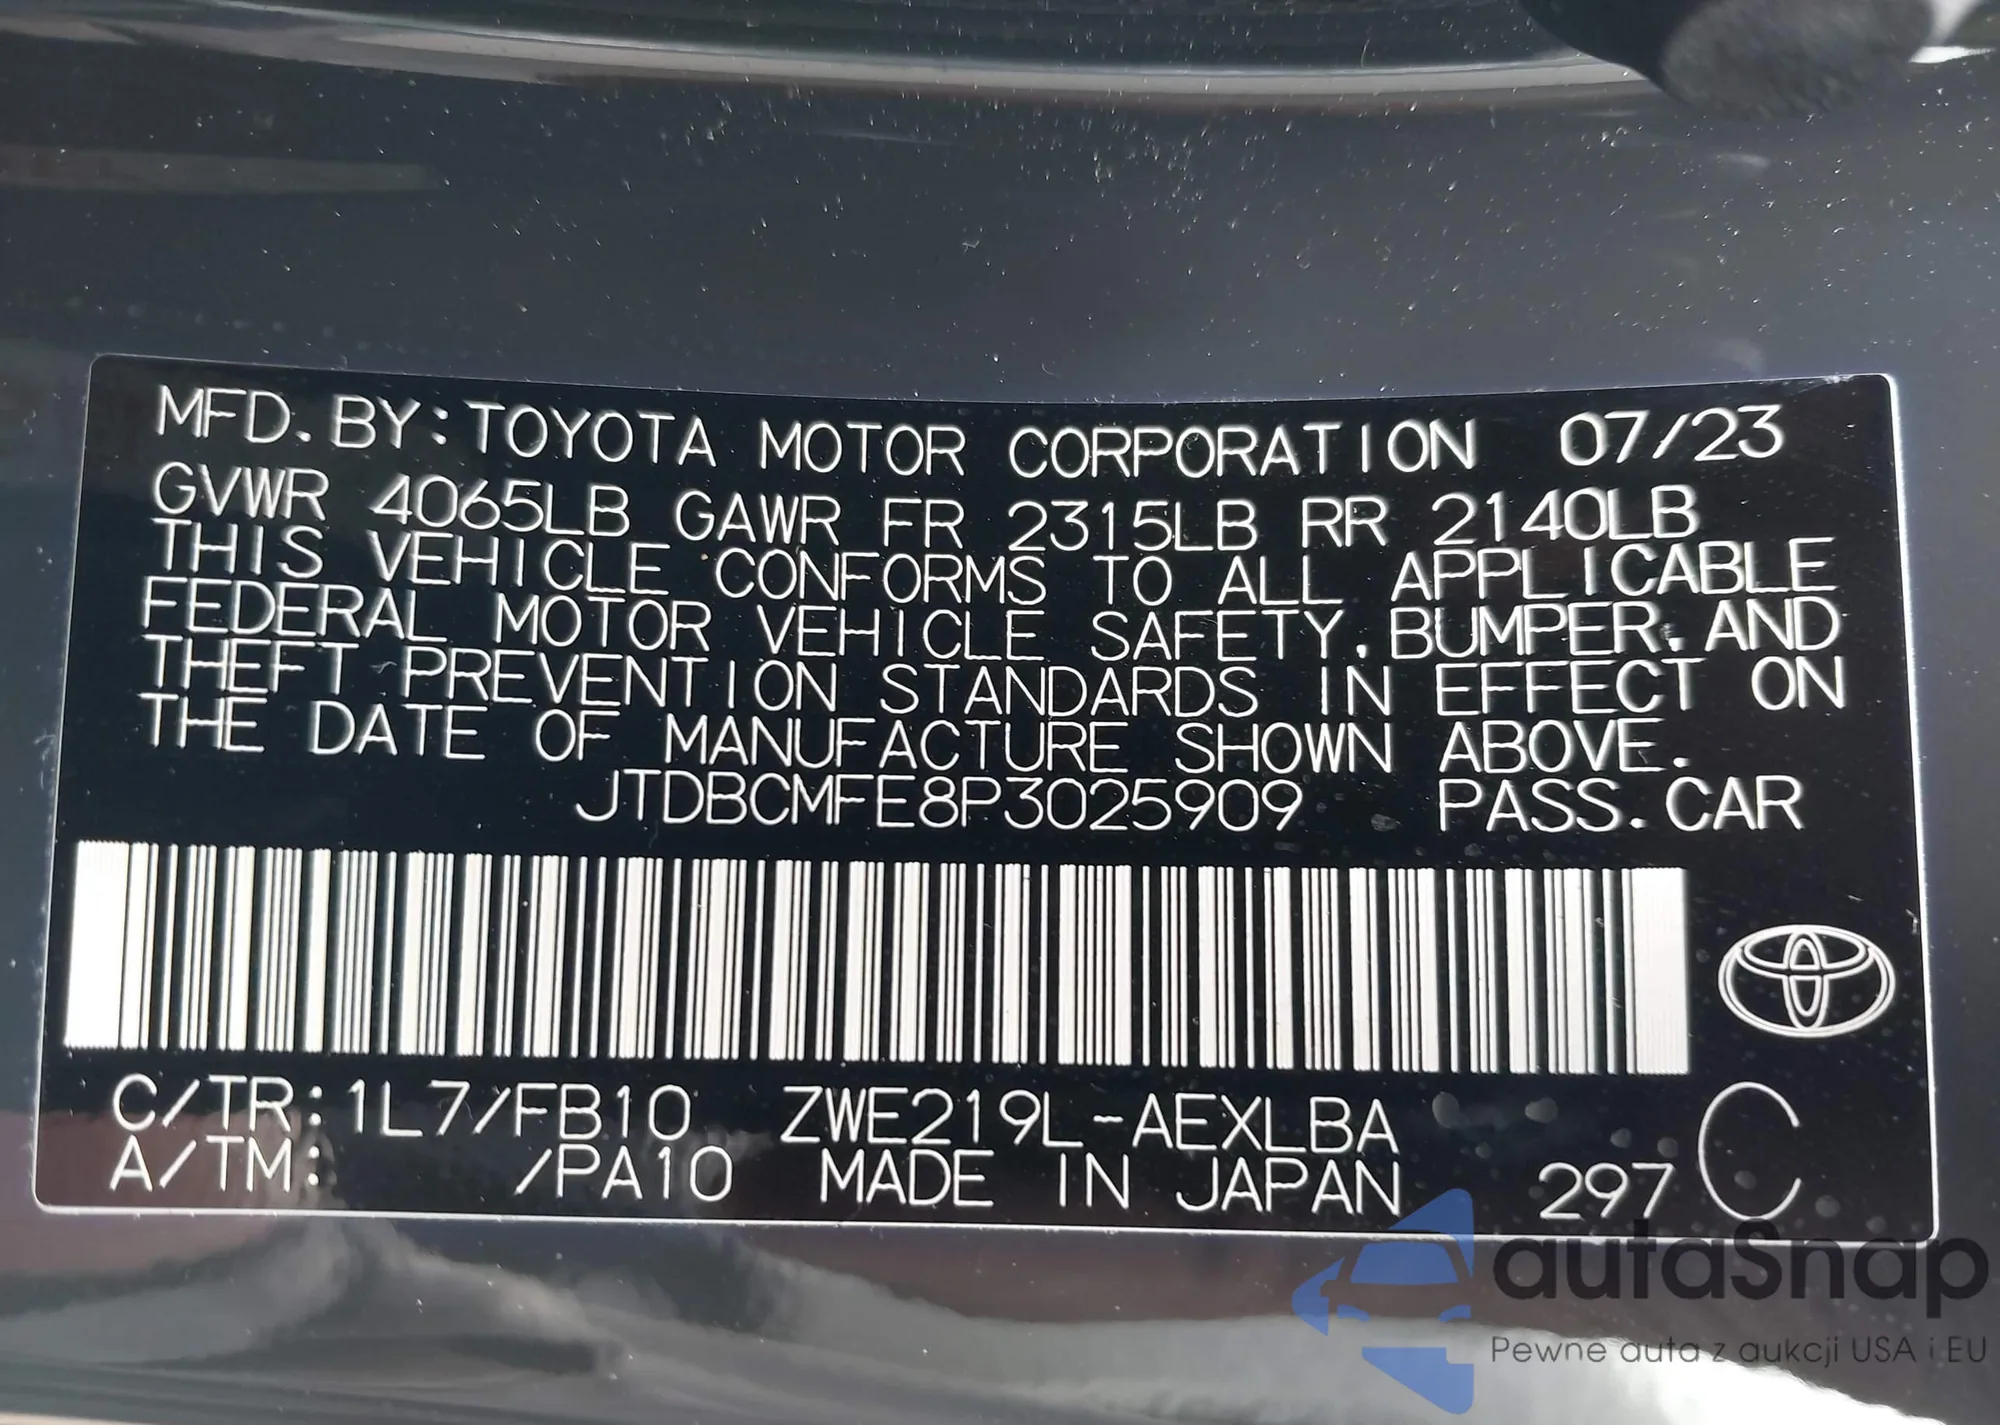 MFD. BY: TOYOTA MOTOR CORPORATION 07/23
GVWR 4065LB GAWR FR 2315LB RR 2140LB
THIS VEHICLE CONFORMS TO ALL APPLICABLE
FEDERAL MOTOR VEHICLE SAFETY, BUMPER, AND
THEFT PREVENTION STANDARDS IN EFFECT ON
THE DATE OF MANUFACTURE SHOWN ABOVE.
JTDBCMFE8P3025909 PASS. CAR
C/TR: 1L7/FB10 ZWE219L-AEXLBA
A/TM: /PA10 MADE IN JAPAN 297 C
autaSnap
Pewne auta z aukcji USA i EU